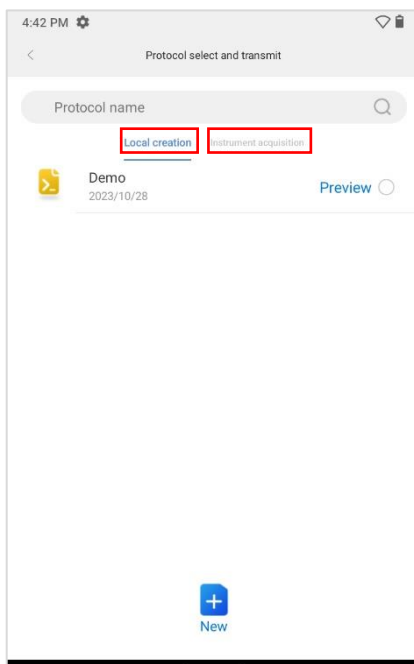 4:42 PM
Protocol select and transmit
Protocol name
Local creation Instrument acquisition
Demo
2023/10/28
Preview
New